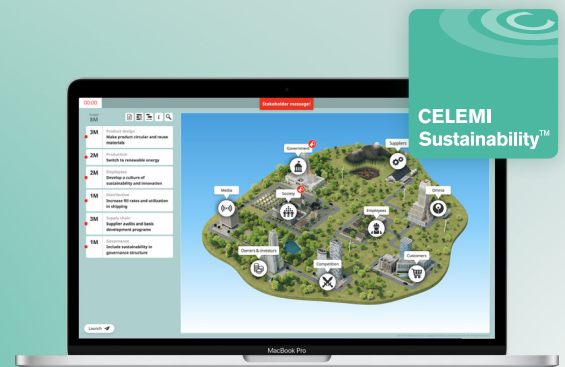 CELEMI
Sustainability™
00:00
Stakeholder message!
8M
3M
Product design
Make product circular and reuse
materials
2M
Production
Switch to renewable energy
2M
Employees
Develop a culture of
sustainability and innovation
1M
Distribution
Increase fill rates and utilization
in shipping
3M
Supply chain
Supplier audits and basic
development programs
1M
Governance
Include sustainability in
governance structure
Launch
Government
Suppliers
Media
Society
Omnia
Employees
Owners & investors
Competition
Customers
MacBook Pro